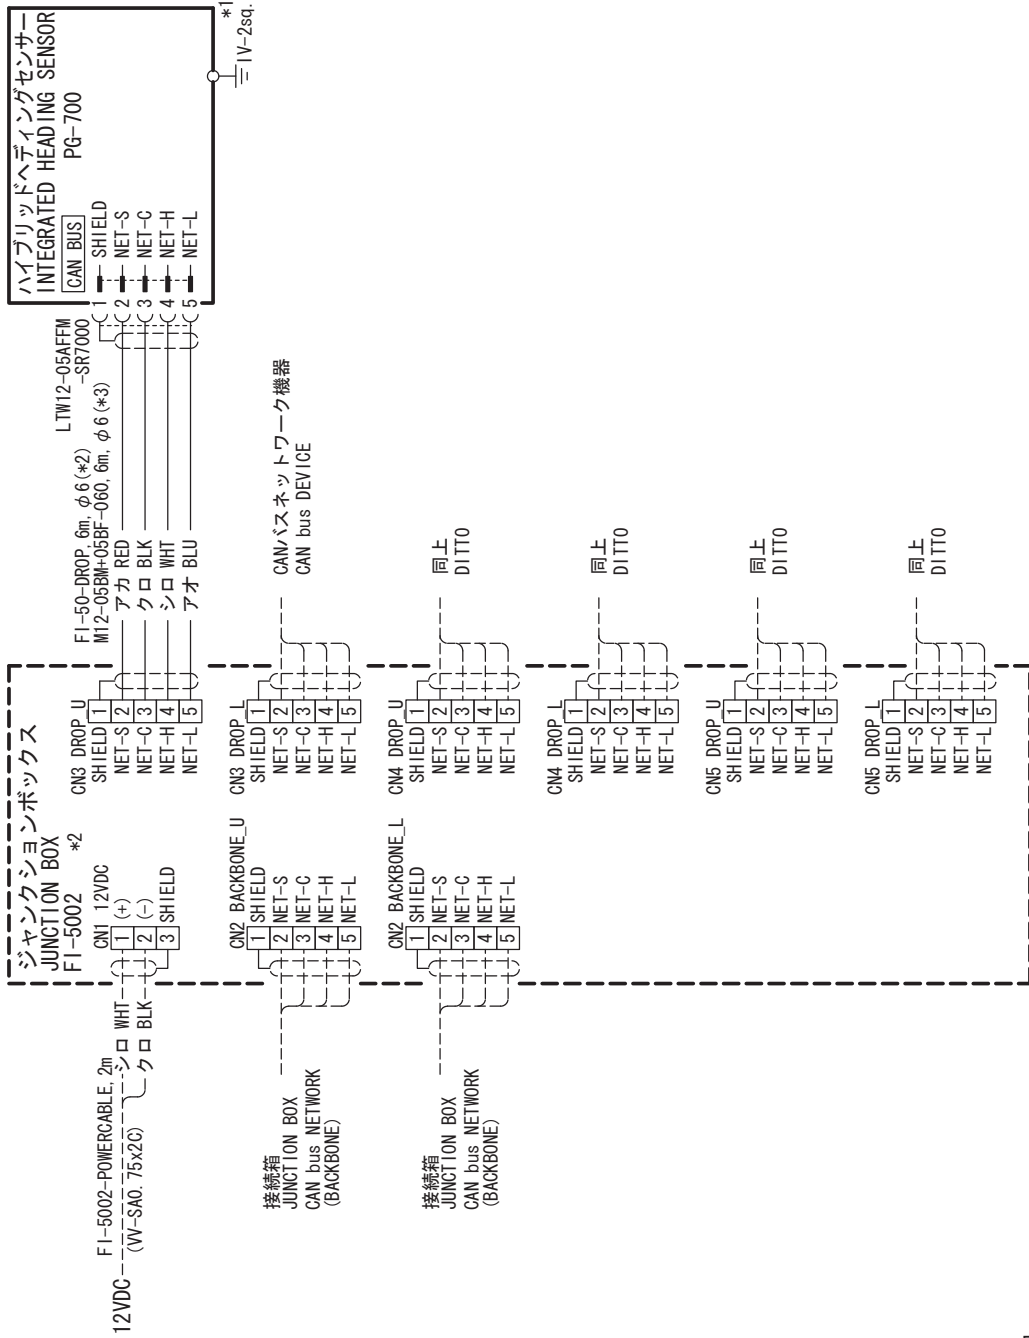 ハイブリッドヘディングセンサー
INTEGRATED HEADING SENSOR
PG-700
CAN BUS
1 SHIELD
2 NET-S
3 NET-C
4 NET-H
5 NET-L
*1
IV-2sq.
LTW12-05AFFM
-SR7000
FI-50-DROP, 6m, φ6(*2)
M12-05BM+05BF-060, 6m, φ6(*3)
アカ RED
クロ BLK
シロ WHT
アオ BLU
ジャンクションボックス
JUNCTION BOX
FI-5002 *2
12VDC
FI-5002-POWERCABLE, 2m
(VV-SA0.75x2C)
シロ WHT
クロ BLK
CN1 12VDC
1 (+)
2 (-)
3 SHIELD
CN3 DROP_U
SHIELD 1
NET-S 2
NET-C 3
NET-H 4
NET-L 5
接続箱
JUNCTION BOX
CAN bus NETWORK
(BACKBONE)
CN2 BACKBONE_U
1 SHIELD
2 NET-S
3 NET-C
4 NET-H
5 NET-L
CN3 DROP_L
SHIELD 1
NET-S 2
NET-C 3
NET-H 4
NET-L 5
CANバスネットワーク機器
CAN bus DEVICE
接続箱
JUNCTION BOX
CAN bus NETWORK
(BACKBONE)
CN2 BACKBONE_L
1 SHIELD
2 NET-S
3 NET-C
4 NET-H
5 NET-L
CN4 DROP_U
SHIELD 1
NET-S 2
NET-C 3
NET-H 4
NET-L 5
同上
DITTO
CN4 DROP_L
SHIELD 1
NET-S 2
NET-C 3
NET-H 4
NET-L 5
同上
DITTO
CN5 DROP_U
SHIELD 1
NET-S 2
NET-C 3
NET-H 4
NET-L 5
同上
DITTO
CN5 DROP_L
SHIELD 1
NET-S 2
NET-C 3
NET-H 4
NET-L 5
同上
DITTO